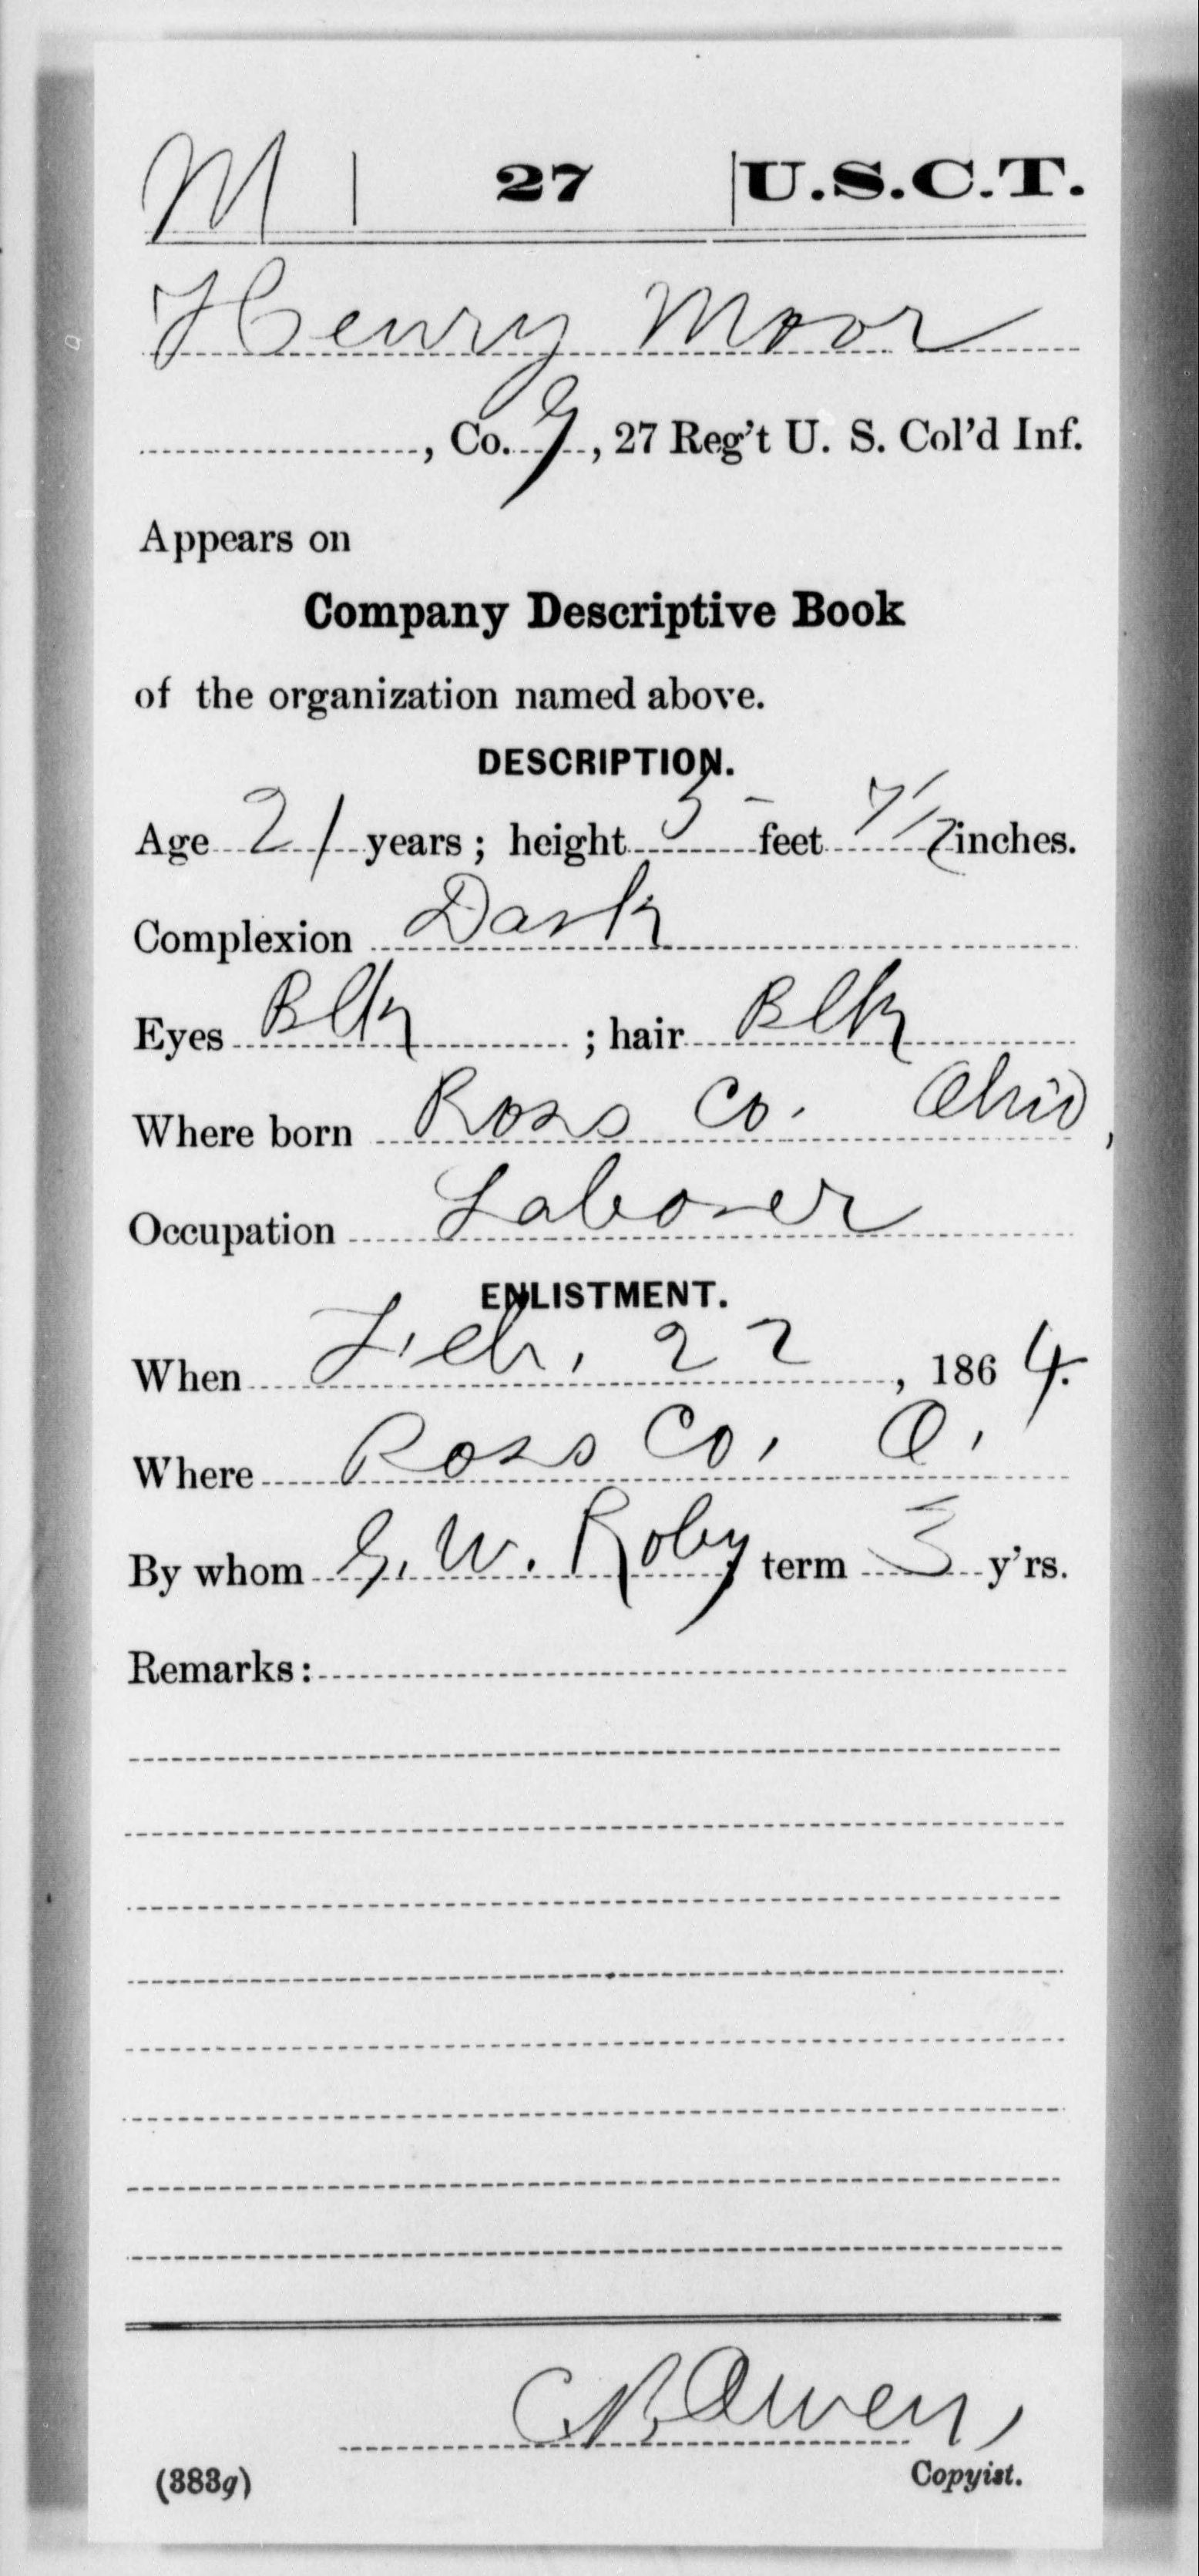 M | 27 | U.S.C.T.
Henry Moor
, Co. G, 27 Reg't U. S. Col'd Inf.
Appears on
Company Descriptive Book
of the organization named above.
DESCRIPTION.
Age 21 years; height 5 feet 7 1/2 inches.
Complexion Dark
Eyes Blk ; hair Blk
Where born Ross Co. Ohio,
Occupation Laborer
ENLISTMENT.
When Feb. 22, 1864.
Where Ross Co, O.
By whom G. W. Roby term 3 y'rs.
Remarks:
Owen
(383g) Copyist.